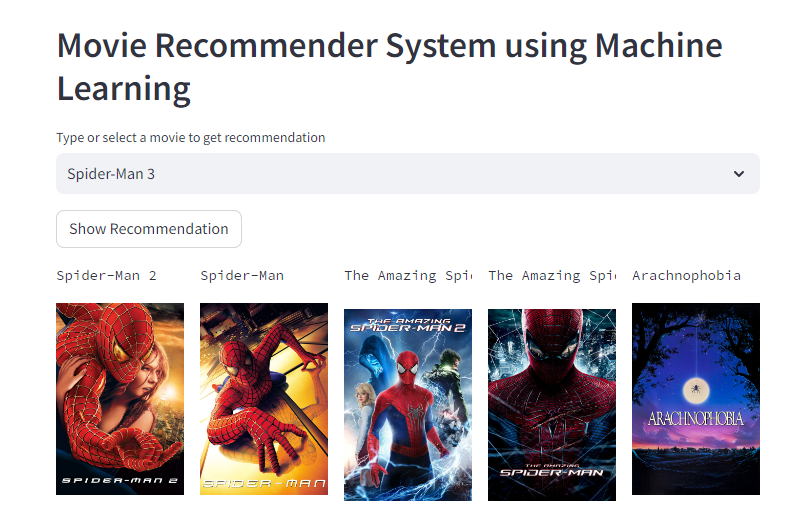 Movie Recommender System using Machine
Learning
Type or select a movie to get recommendation
Spider-Man 3
Show Recommendation
Spider-Man 2
Spider-Man
The Amazing Spi
The Amazing Spi
Arachnophobia
SPIDER-MAN 2
SPIDER-MAN
THE AMAZING
SPIDER-MAN 2
THE AMAZING
SPIDER-MAN
ARACHNOPHOBIA